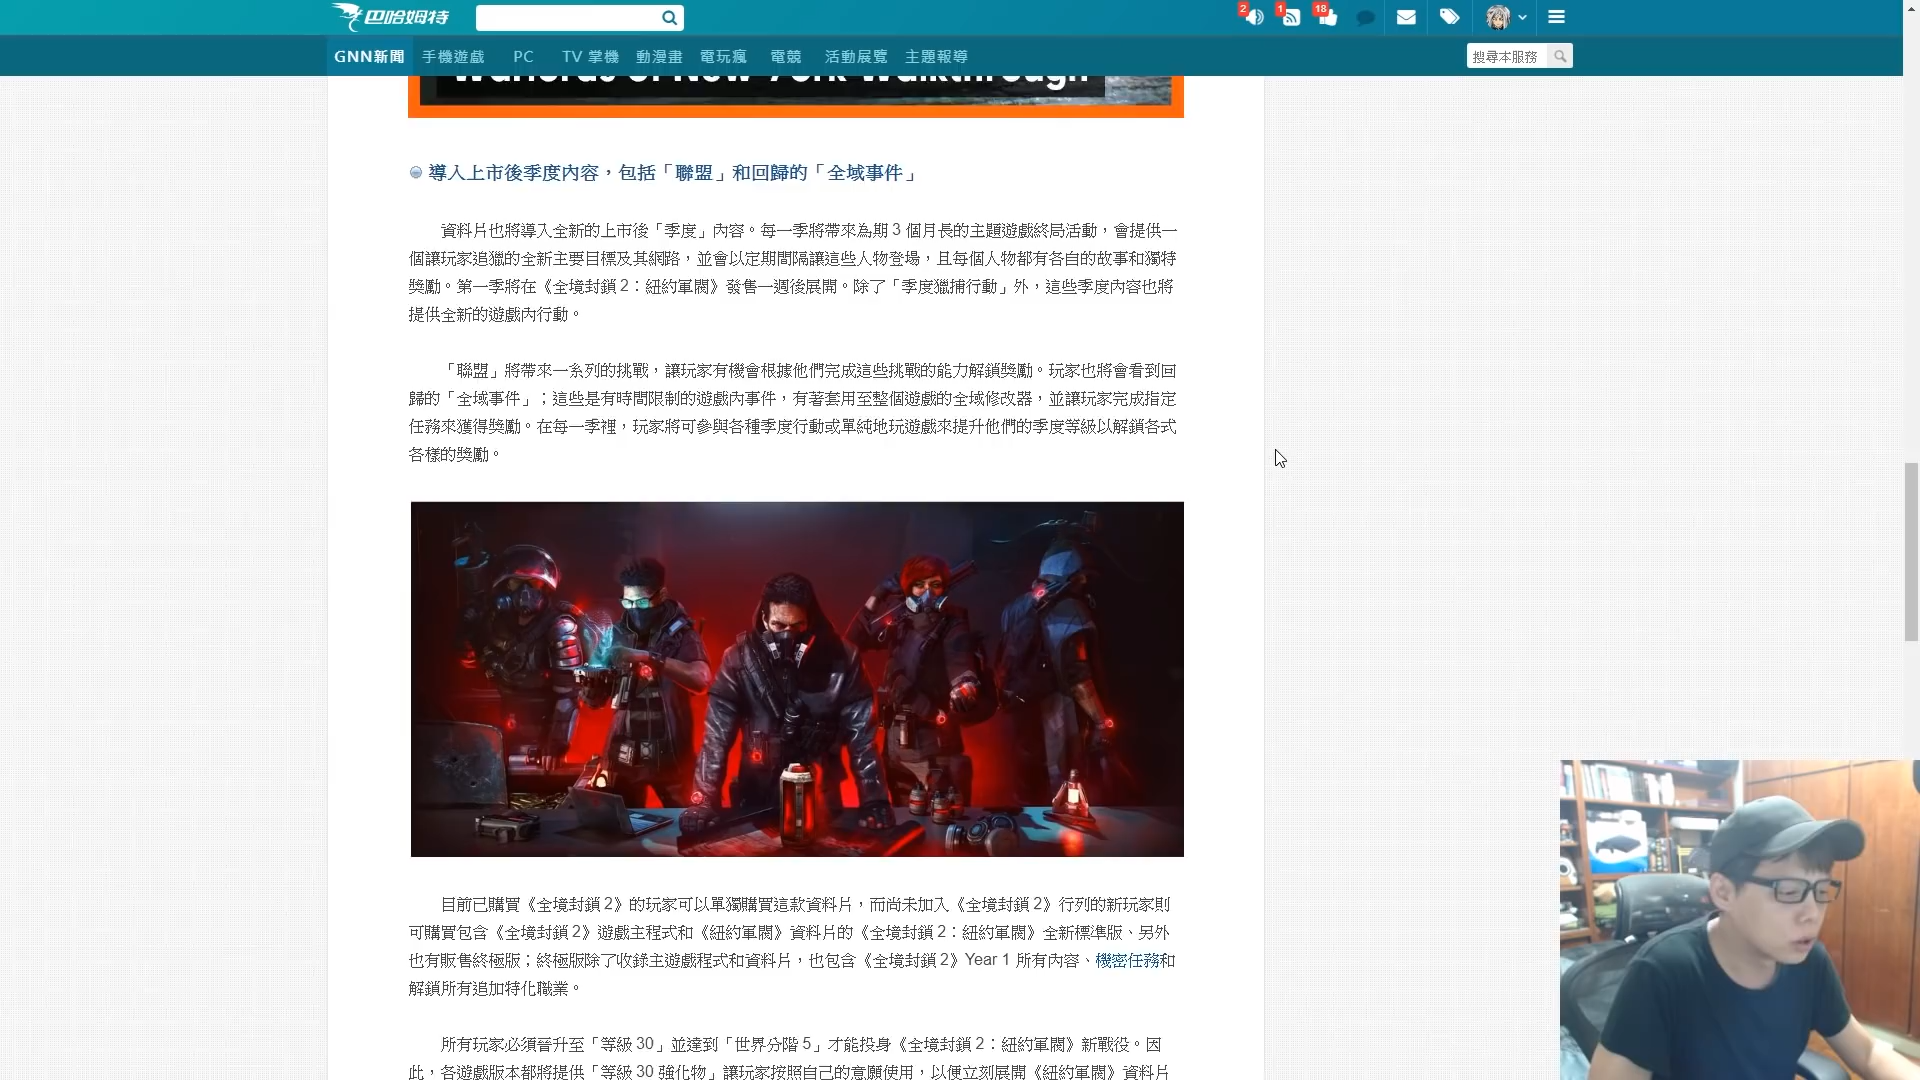 巴哈姆特
2
1
18
GNN新聞 手機遊戲 PC TV 掌機 動漫畫 電玩瘋 電競 活動展覽 主題報導
搜尋本服務
Warlords of New York Walkthrough
導入上市後季度內容，包括「聯盟」和回歸的「全域事件」
資料片也將導入全新的上市後「季度」內容。每一季將帶來為期 3 個月長的主題遊戲終局活動，會提供一
個讓玩家追獵的全新主要目標及其網路，並會以定期間隔讓這些人物登場，且每個人物都有各自的故事和獨特
獎勵。第一季將在《全境封鎖 2：紐約軍閥》發售一週後展開。除了「季度獵捕行動」外，這些季度內容也將
提供全新的遊戲內行動。
「聯盟」將帶來一系列的挑戰，讓玩家有機會根據他們完成這些挑戰的能力解鎖獎勵。玩家也將會看到回
歸的「全域事件」；這些是有時間限制的遊戲內事件，有著套用至整個遊戲的全域修改器，並讓玩家完成指定
任務來獲得獎勵。在每一季裡，玩家將可參與各種季度行動或單純地玩遊戲來提升他們的季度等級以解鎖各式
各樣的獎勵。
目前已購買《全境封鎖 2》的玩家可以單獨購買這款資料片，而尚未加入《全境封鎖 2》行列的新玩家則
可購買包含《全境封鎖 2》遊戲主程式和《紐約軍閥》資料片的《全境封鎖 2：紐約軍閥》全新標準版、另外
也有販售終極版；終極版除了收錄主遊戲程式和資料片，也包含《全境封鎖 2》Year 1 所有內容、機密任務和
解鎖所有追加特化職業。
所有玩家必須晉升至「等級 30」並達到「世界分階 5」才能投身《全境封鎖 2：紐約軍閥》新戰役。因
此，各遊戲版本都將提供「等級 30 強化物」讓玩家按照自己的意願使用，以便立刻展開《紐約軍閥》資料片